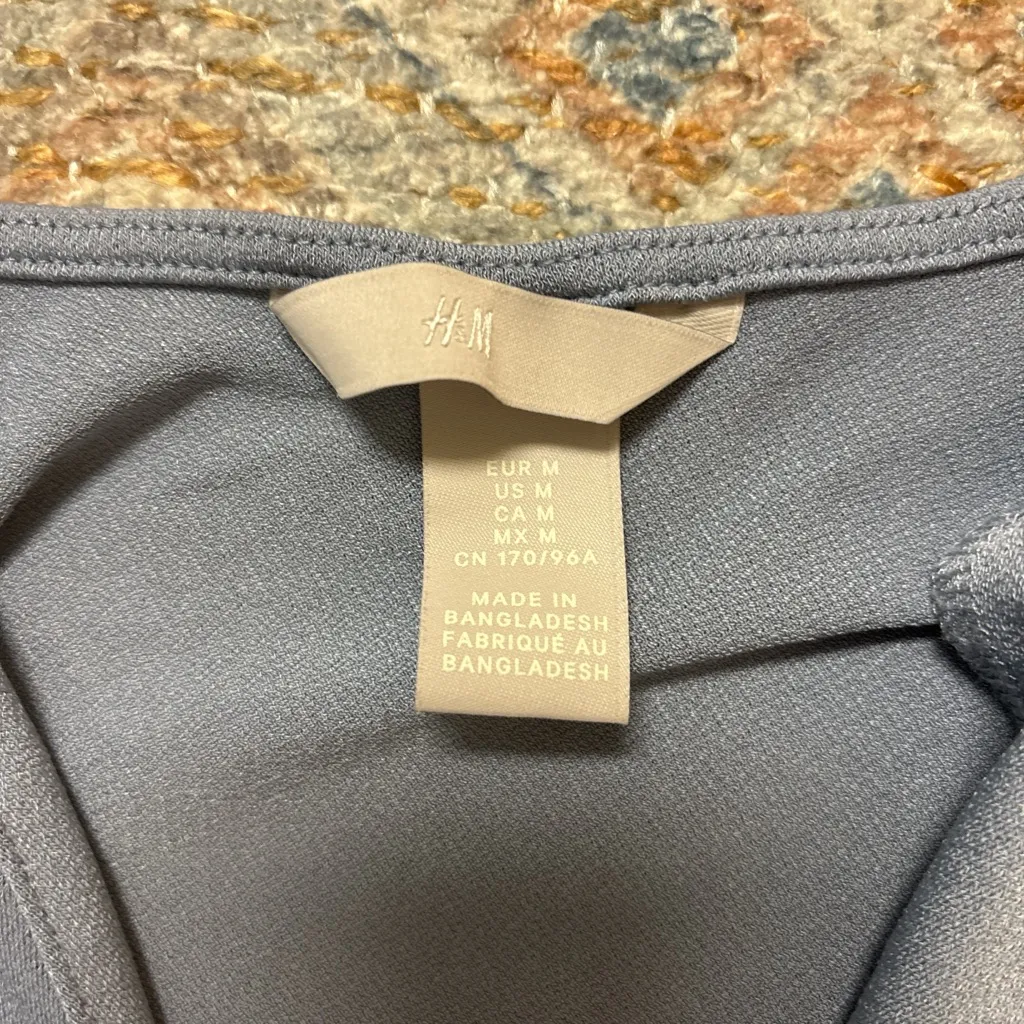 H&M
EUR M
US M
CA M
MX M
CN 170/96A
MADE IN
BANGLADESH
FABRIQUÉ AU
BANGLADESH